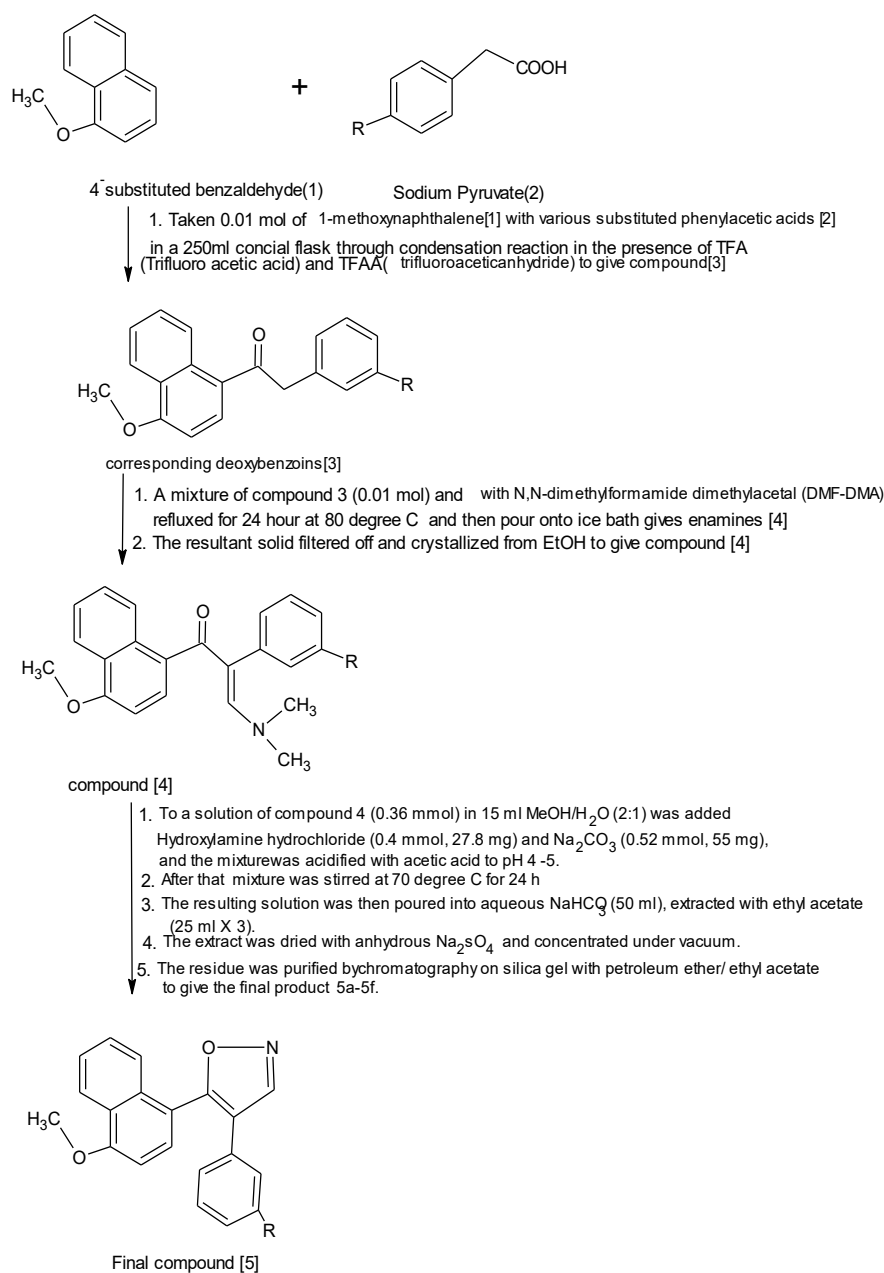 H3C
O
+
COOH
R
4-substituted benzaldehyde(1)
Sodium Pyruvate(2)
1. Taken 0.01 mol of 1-methoxynaphthalene[1] with various substituted phenylacetic acids [2]
in a 250ml concial flask through condensation reaction in the presence of TFA
(Trifluoro acetic acid) and TFAA( trifluoroaceticanhydride) to give compound[3]
O
H3C
O
R
corresponding deoxybenzoins[3]
1. A mixture of compound 3 (0.01 mol) and with N,N-dimethylformamide dimethylacetal (DMF-DMA)
refluxed for 24 hour at 80 degree C and then pour onto ice bath gives enamines [4]
2. The resultant solid filtered off and crystallized from EtOH to give compound [4]
O
H3C
O
R
CH3
N
CH3
compound [4]
1. To a solution of compound 4 (0.36 mmol) in 15 ml MeOH/H2O (2:1) was added
Hydroxylamine hydrochloride (0.4 mmol, 27.8 mg) and Na2CO3 (0.52 mmol, 55 mg),
and the mixturewas acidified with acetic acid to pH 4-5.
2. After that mixture was stirred at 70 degree C for 24 h
3. The resulting solution was then poured into aqueous NaHCO3 (50 ml), extracted with ethyl acetate
(25 ml X 3).
4. The extract was dried with anhydrous Na2sO4 and concentrated under vacuum.
5. The residue was purified bychromatography on silica gel with petroleum ether/ ethyl acetate
to give the final product 5a-5f.
O N
H3C
O
R
Final compound [5]